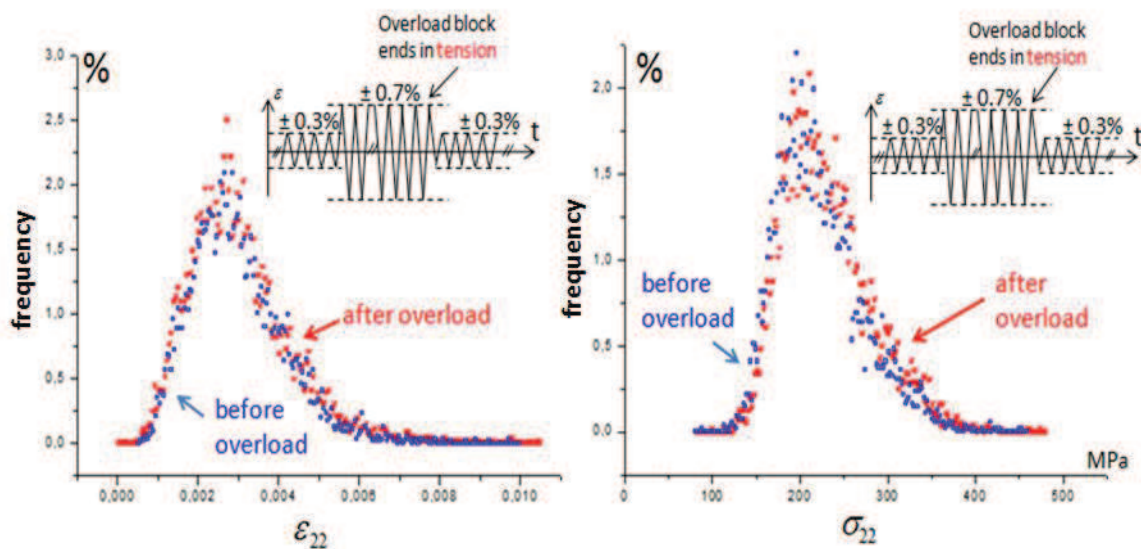 Overload block
ends in tension
%
ε
± 0.7%
± 0.3%
± 0.3%
t
3.0
2.5
2.0
1.5
1.0
0.5
0.0
frequency
after overload
before
overload
0,000
0,002
0,004
0,006
0,008
0,010
ε22
Overload block
ends in tension
%
ε
± 0.7%
± 0.3%
± 0.3%
t
2.0
1.5
1.0
0.5
0.0
frequency
before
overload
after
overload
MPa
0
100
200
300
400
500
σ22